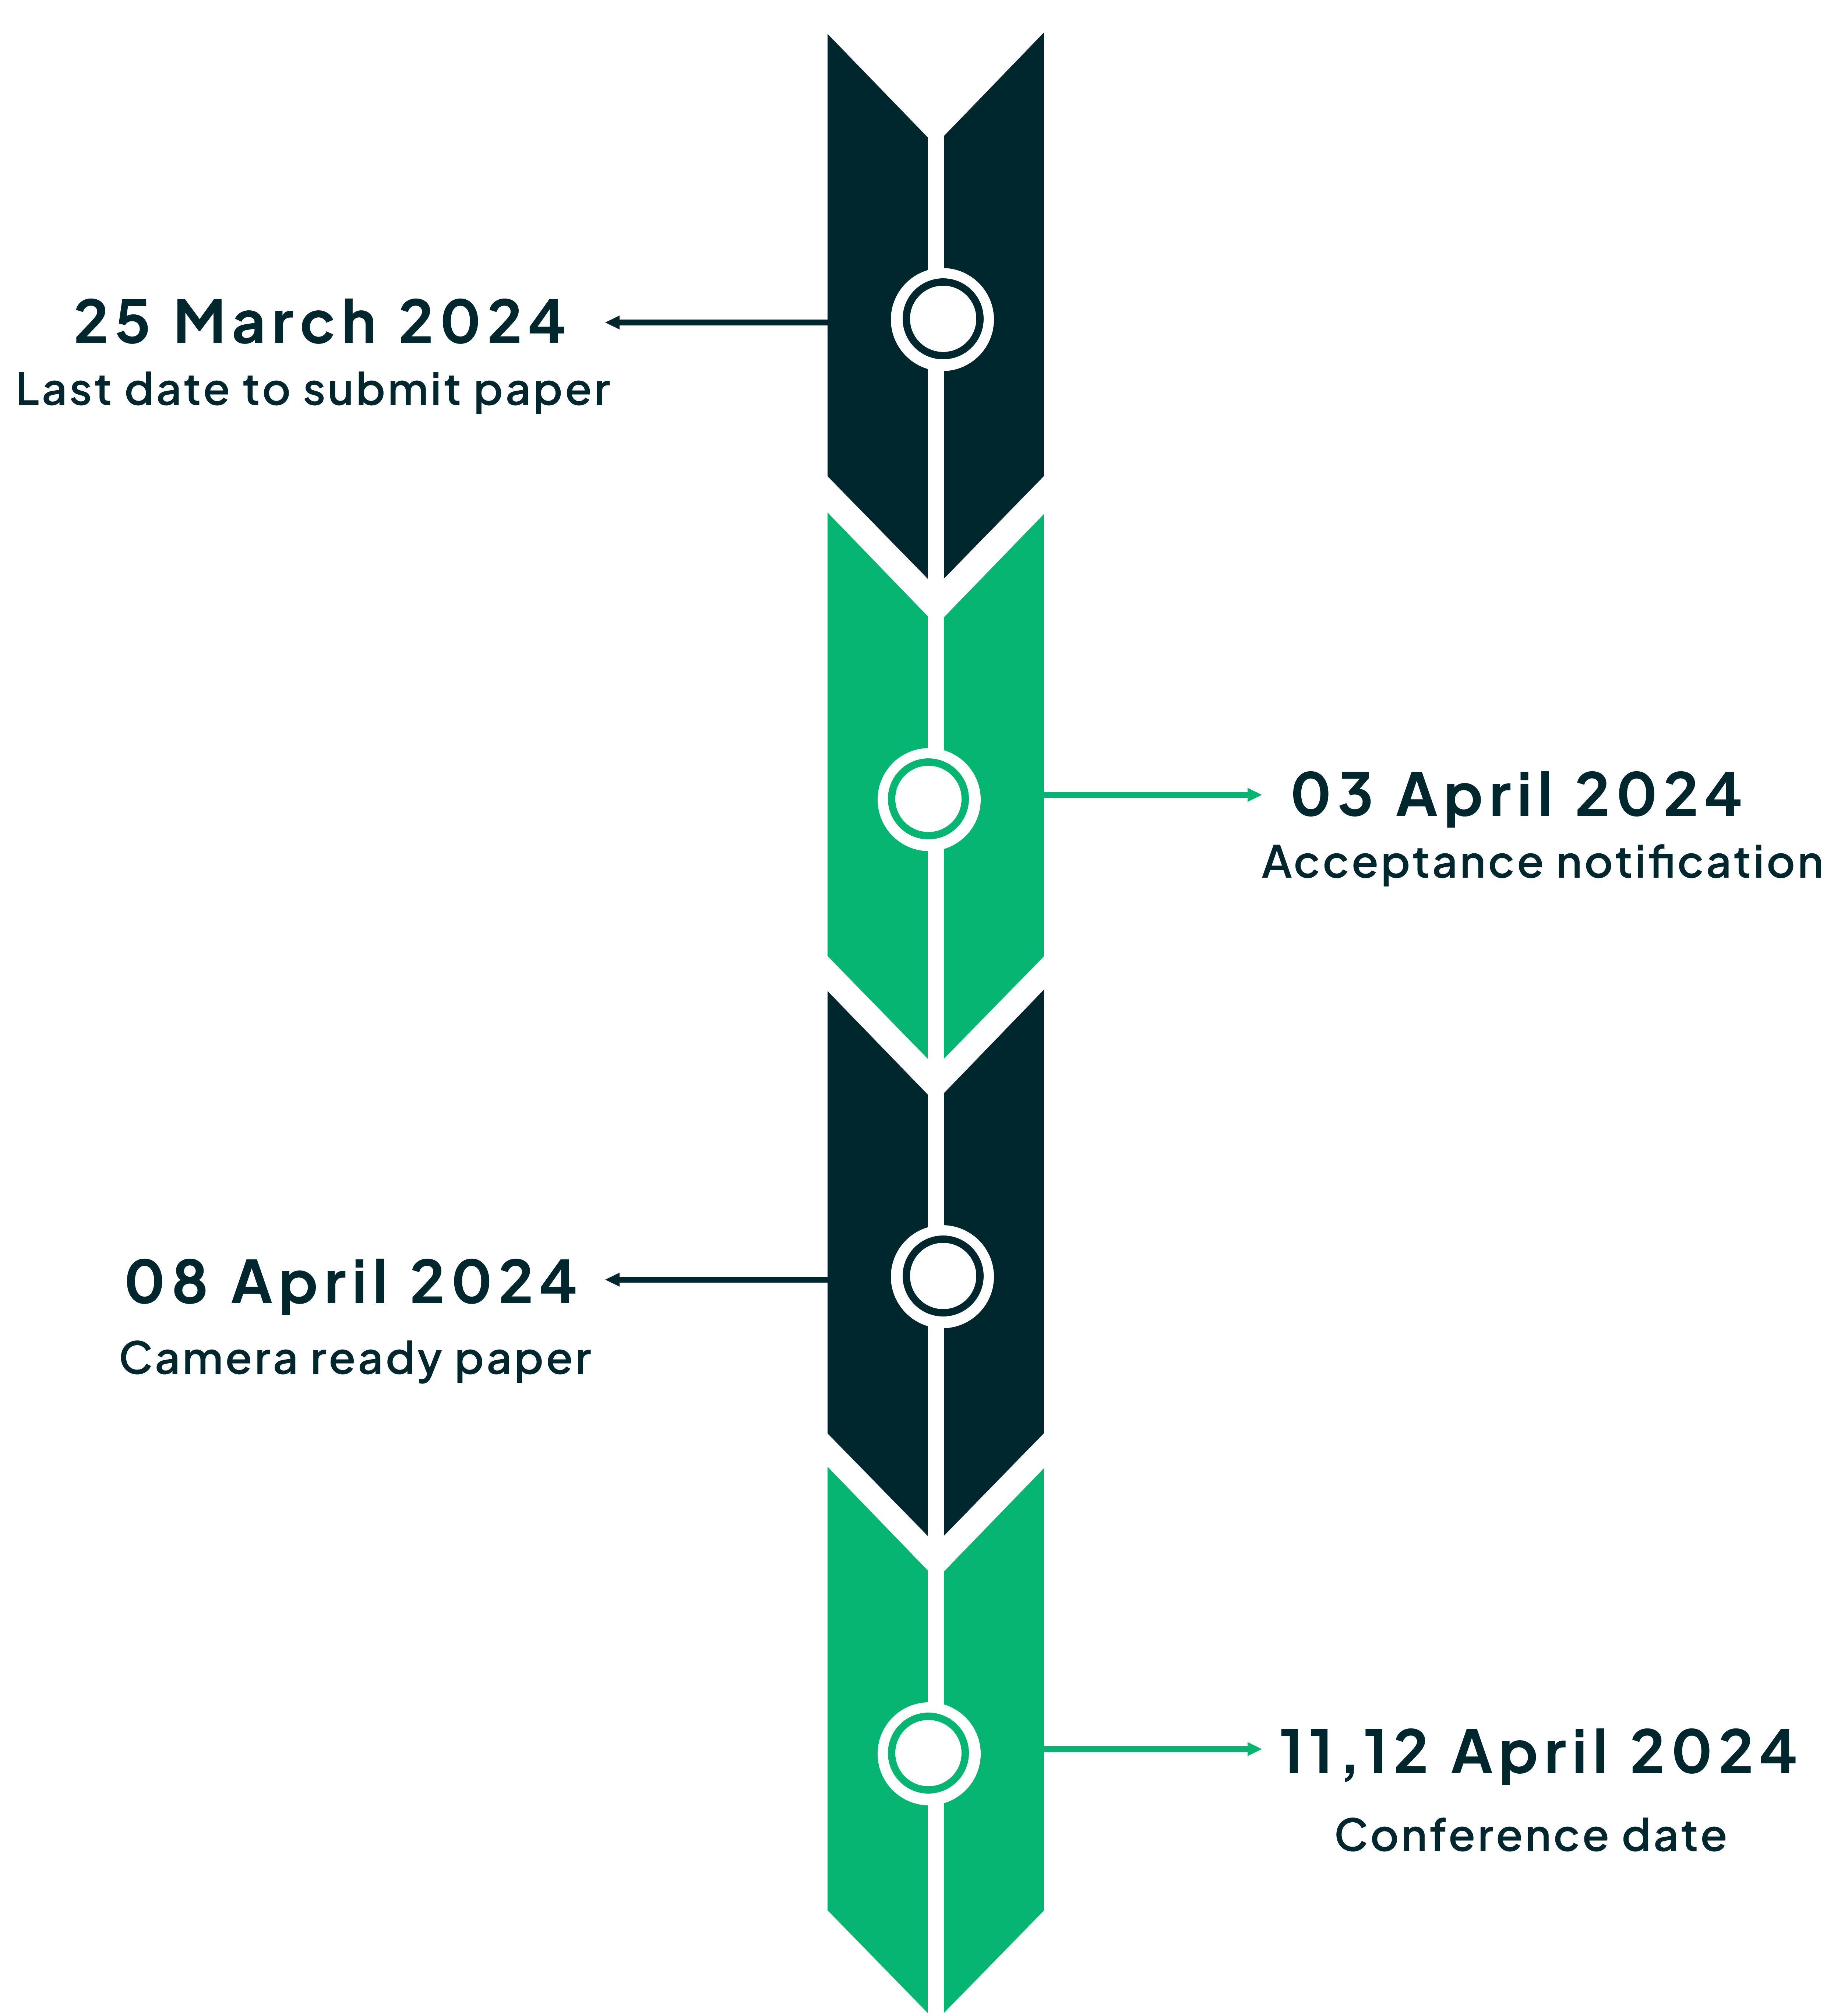 25 March 2024
Last date to submit paper
03 April 2024
Acceptance notification
08 April 2024
Camera ready paper
11,12 April 2024
Conference date